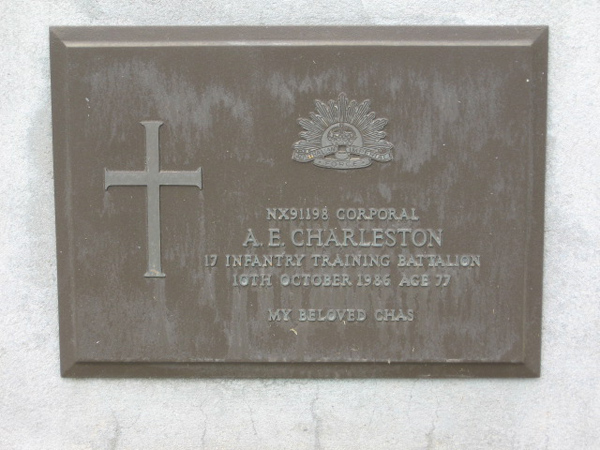 NX91198 CORPORAL
A. E. CHARLESTON
17 INFANTRY TRAINING BATTALION
10TH OCTOBER 1986 AGE 77
MY BELOVED CHAS